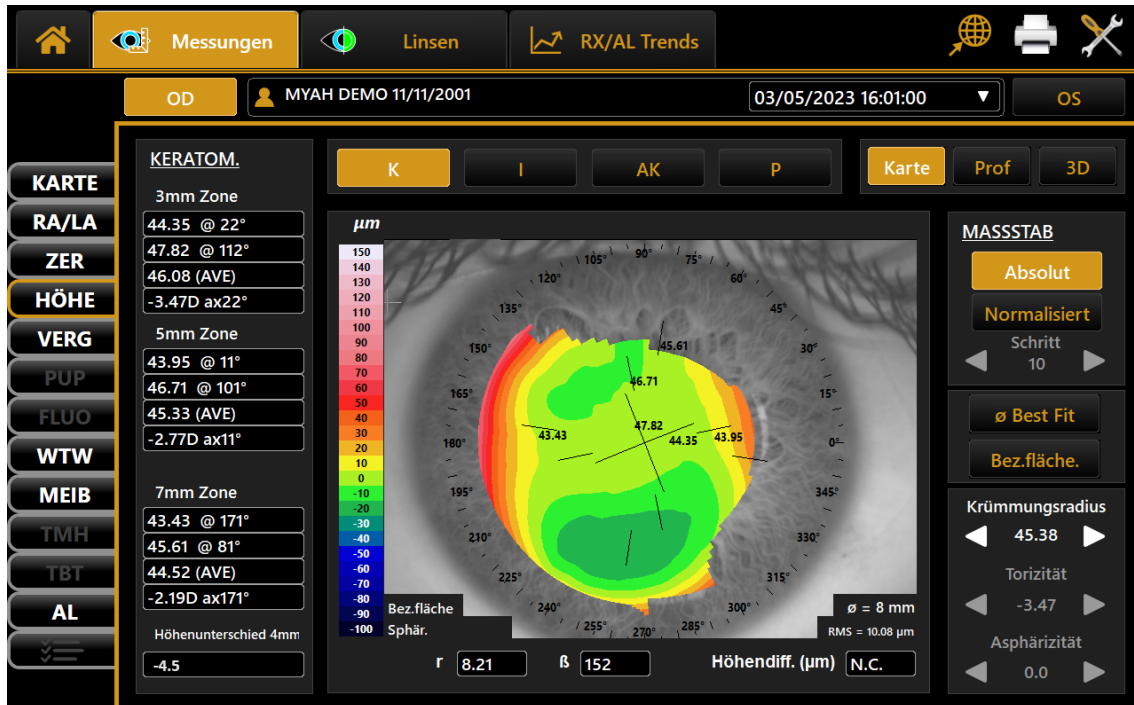 Messungen
Linsen
RX/AL Trends
OD
MYAH DEMO 11/11/2001
03/05/2023 16:01:00
▼
OS
KARTE
RA/LA
ZER
HÖHE
VERG
PUP
FLUO
WTW
MEIB
TMH
TBT
AL
KERATOM.
3mm Zone
44.35 @ 22°
47.82 @ 112°
46.08 (AVE)
-3.47D ax22°
5mm Zone
43.95 @ 11°
46.71 @ 101°
45.33 (AVE)
-2.77D ax11°
7mm Zone
43.43 @ 171°
45.61 @ 81°
44.52 (AVE)
-2.19D ax171°
Höhenunterschied 4mm
-4.5
K
I
AK
P
Karte
Prof
3D
µm
150
140
130
120
110
100
90
80
70
60
50
40
30
20
10
0
-10
-20
-30
-40
-50
-60
-70
-80
-90
-100
105° 90° 75°
120° 60°
135° 45°
150° 45.61 30°
46.71
165° 15°
47.82
180° 43.43 44.35 43.95 0°
195° 345°
210° 330°
225° 315°
240° 300°
255° 270° 285°
Bez.fläche
Sphär.
ø = 8 mm
RMS = 10.08 µm
r 8.21 ß 152 Höhendiff. (µm) N.C.
MASSSTAB
Absolut
Normalisiert
Schritt
10
ø Best Fit
Bez.fläche.
Krümmungsradius
45.38
Torizität
-3.47
Asphärizität
0.0